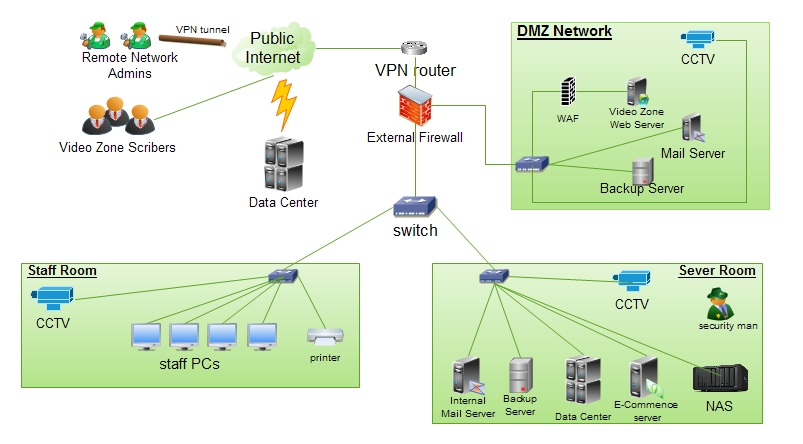 VPN tunnel
Remote Network
Admins
Public
Internet
VPN router
DMZ Network
CCTV
WAF
Video Zone
Web Server
Mail Server
Backup Server
Video Zone Scribers
External Firewall
Data Center
switch
Staff Room
CCTV
staff PCs
printer
Sever Room
CCTV
security man
Internal
Mail Server
Backup
Server
Data Center
E-Commence
server
NAS